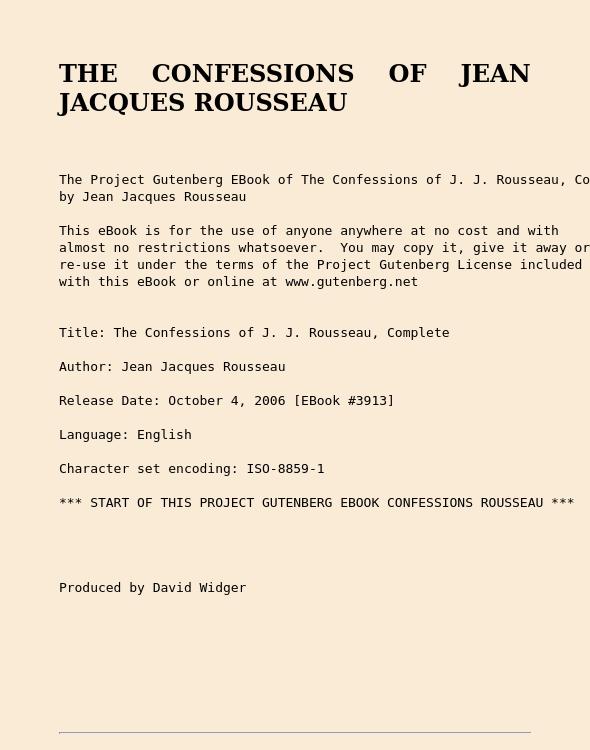 THE CONFESSIONS OF JEAN
JACQUES ROUSSEAU
The Project Gutenberg EBook of The Confessions of J. J. Rousseau, Co
by Jean Jacques Rousseau
This eBook is for the use of anyone anywhere at no cost and with
almost no restrictions whatsoever.  You may copy it, give it away or
re-use it under the terms of the Project Gutenberg License included
with this eBook or online at www.gutenberg.net
Title: The Confessions of J. J. Rousseau, Complete
Author: Jean Jacques Rousseau
Release Date: October 4, 2006 [EBook #3913]
Language: English
Character set encoding: ISO-8859-1
*** START OF THIS PROJECT GUTENBERG EBOOK CONFESSIONS ROUSSEAU ***
Produced by David Widger